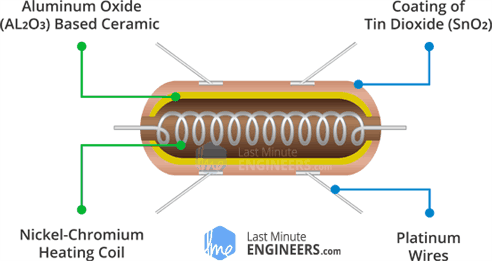 Aluminum Oxide
(AL2O3) Based Ceramic
Coating of
Tin Dioxide (SnO2)
Last Minute
ENGINEERS.com
Nickel-Chromium
Heating Coil
lme
Last Minute
ENGINEERS.com
Platinum
Wires